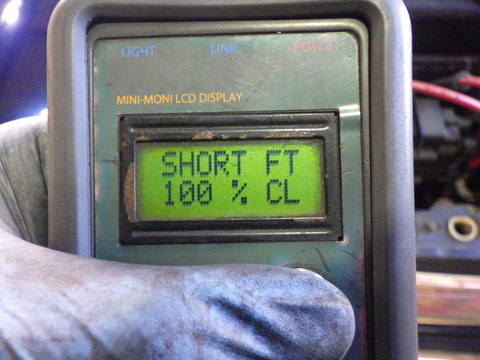 LIGHT LINK POWER
MINI-MONI LCD DISPLAY
SHORT FT
100 % CL